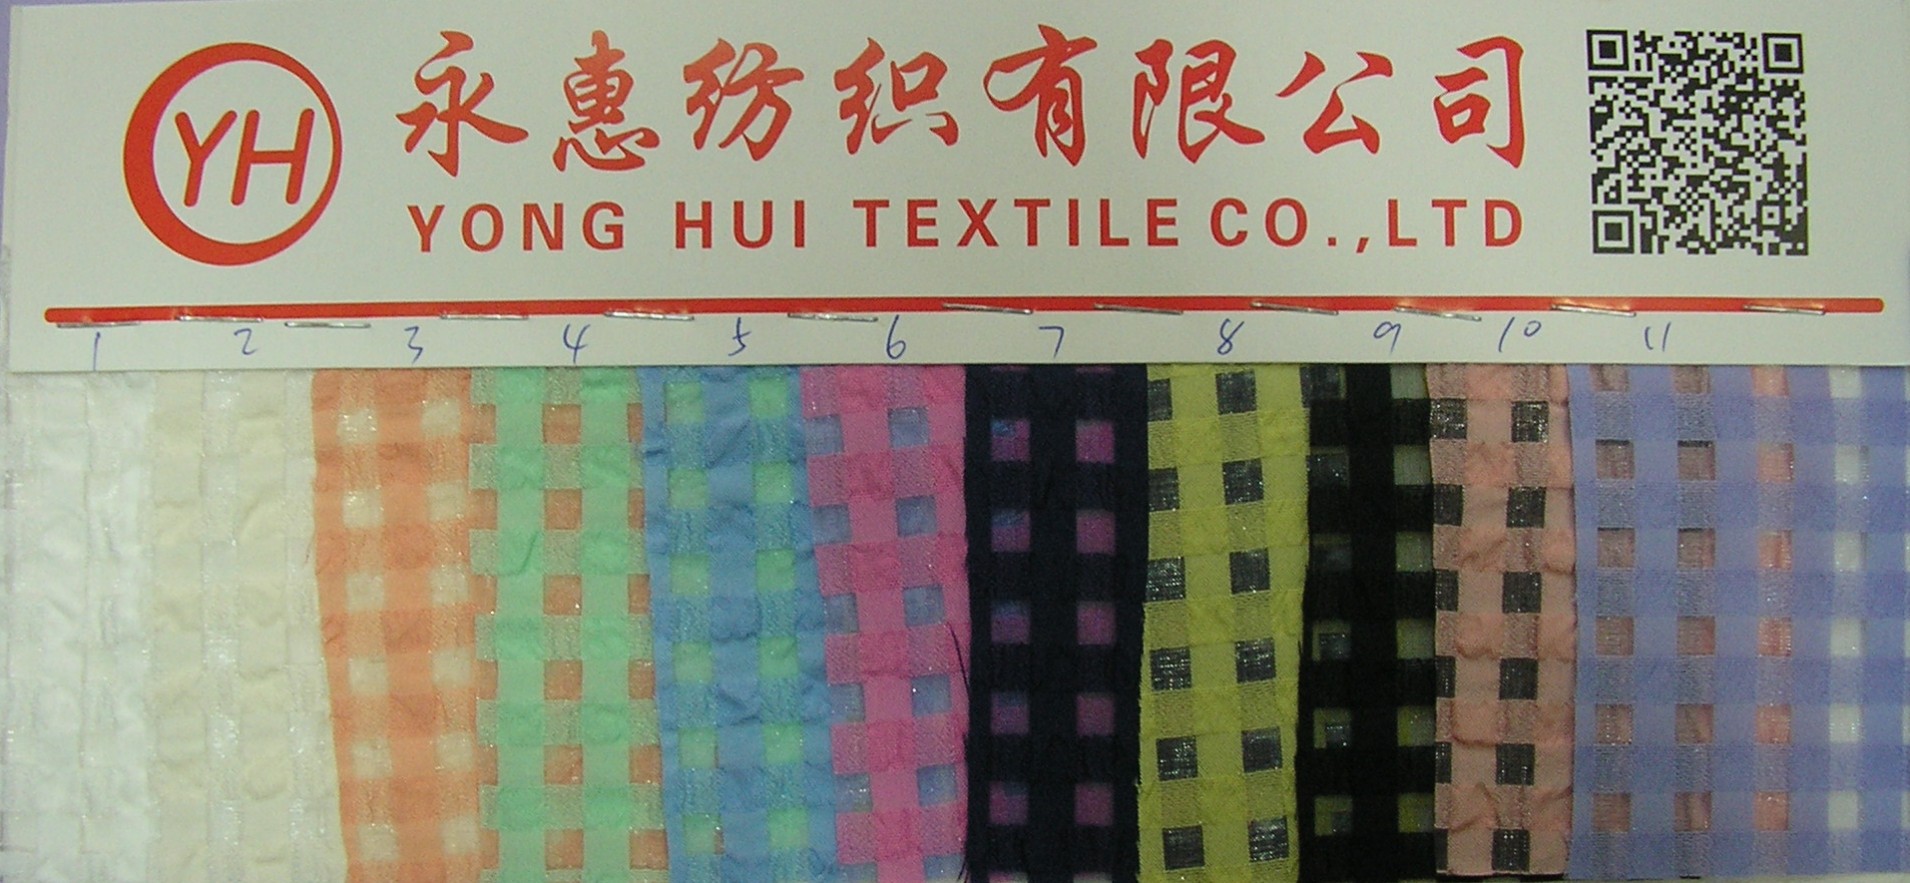 YH
永惠纺织有限公司
YONG HUI TEXTILE CO.,LTD
1 2 3 4 5 6 7 8 9 10 11